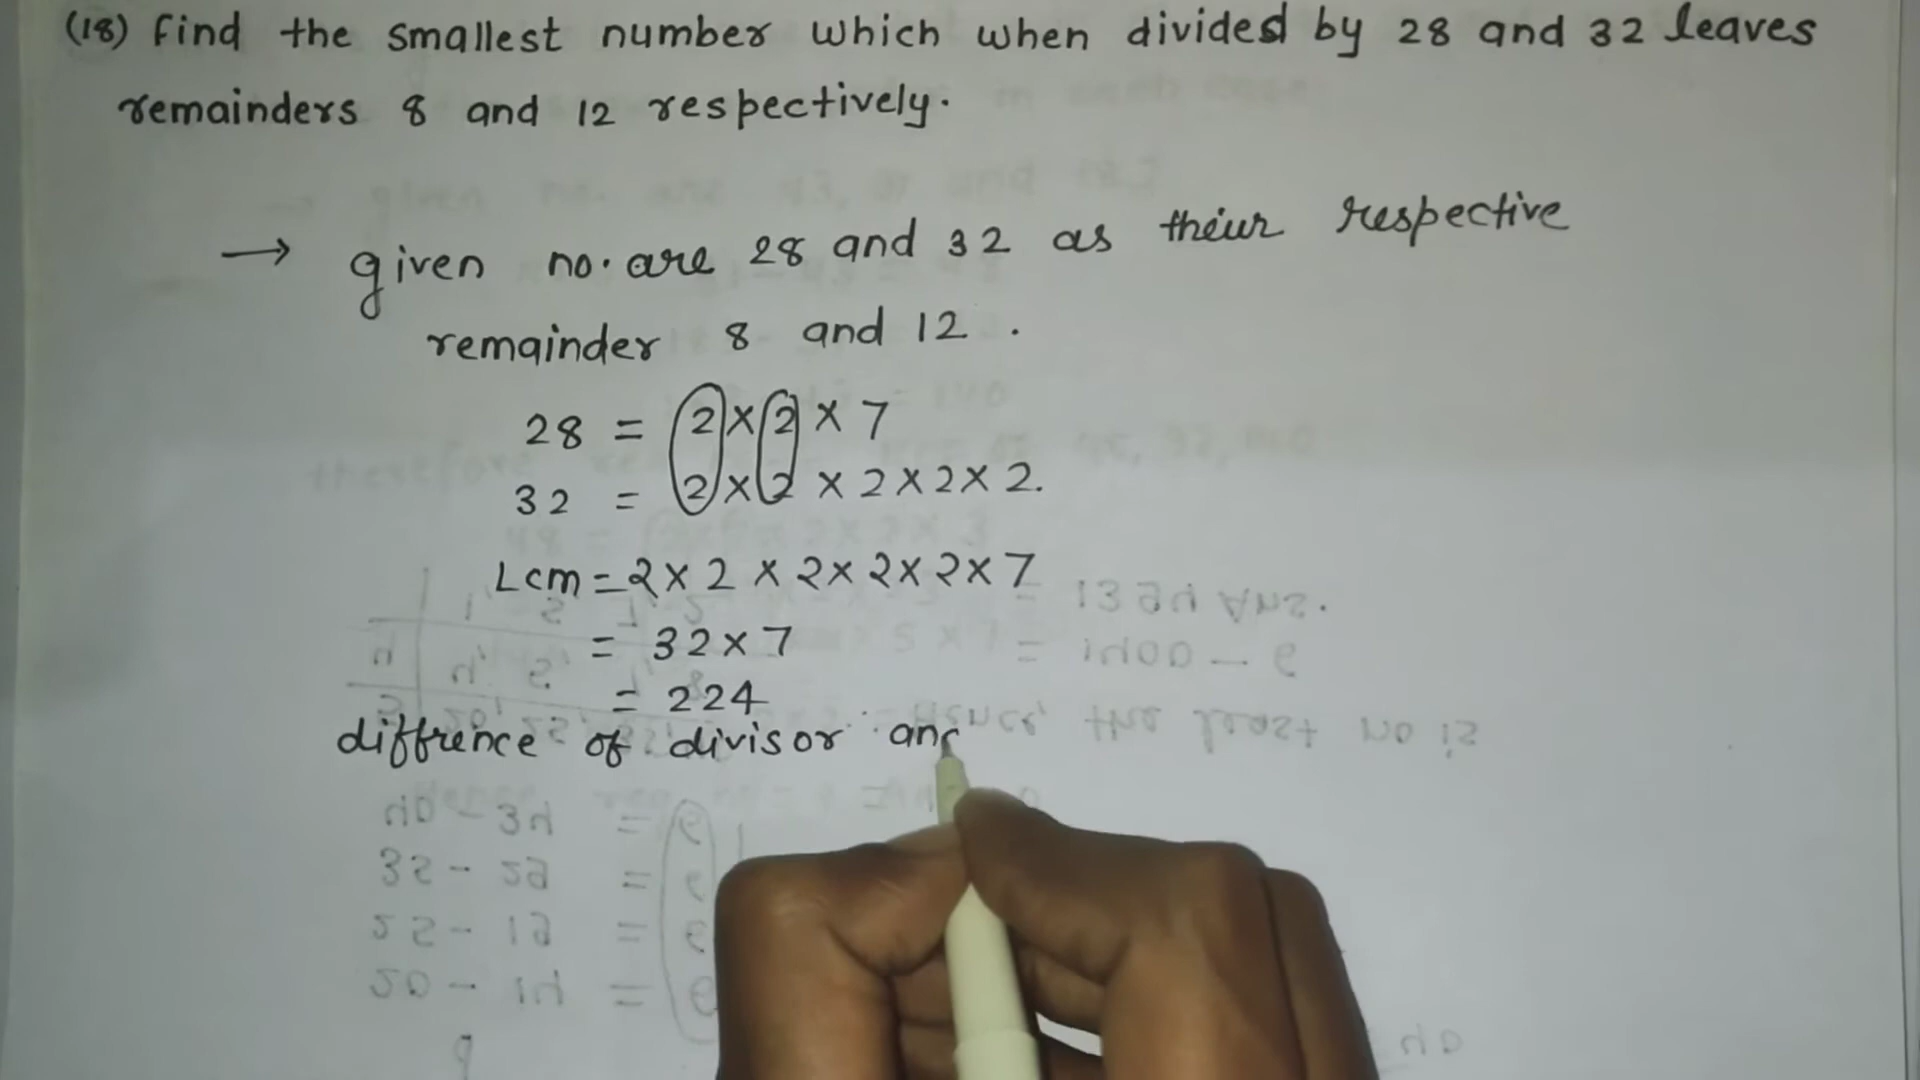 (18) Find the smallest number which when divided by 28 and 32 leaves
remainders 8 and 12 respectively.
→ given no. are 28 and 32 as their respective
remainder 8 and 12 .
28 = 2 × 2 × 7
32 = 2 × 2 × 2 × 2 × 2.
Lcm = 2 × 2 × 2 × 2 × 2 × 7
= 32 × 7
= 224
diffrence of divisor an